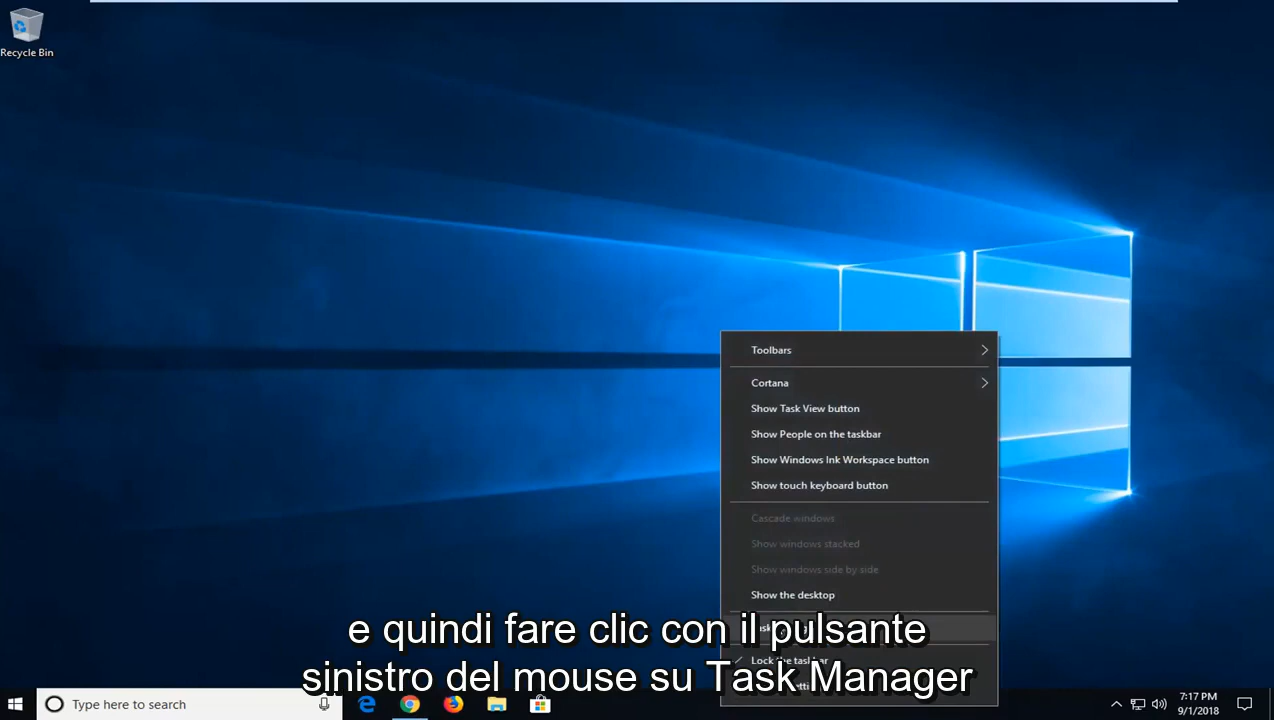 Recycle Bin
Toolbars
Cortana
Show Task View button
Show People on the taskbar
Show Windows Ink Workspace button
Show touch keyboard button
Cascade windows
Show windows stacked
Show windows side by side
Show the desktop
e quindi fare clic con il pulsante
Lock the taskbar
sinistro del mouse su Task Manager
Type here to search
7:17 PM
9/1/2018